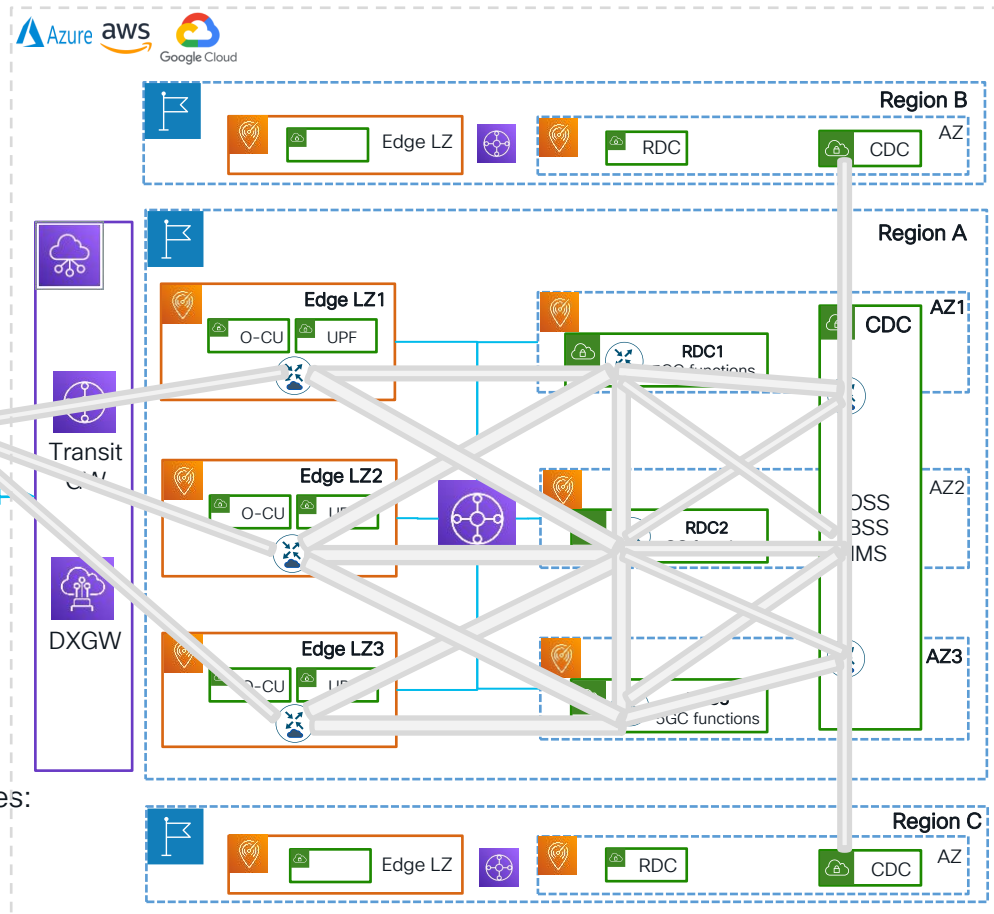 Azure aws Google Cloud
Region B
Edge LZ
RDC
CDC
AZ
Region A
Edge LZ1
O-CU
UPF
RDC1
AZ1
CDC
Transit
Edge LZ2
O-CU
RDC2
AZ2
OSS
BSS
IMS
DXGW
Edge LZ3
O-CU
5GC functions
AZ3
es:
Region C
Edge LZ
RDC
CDC
AZ